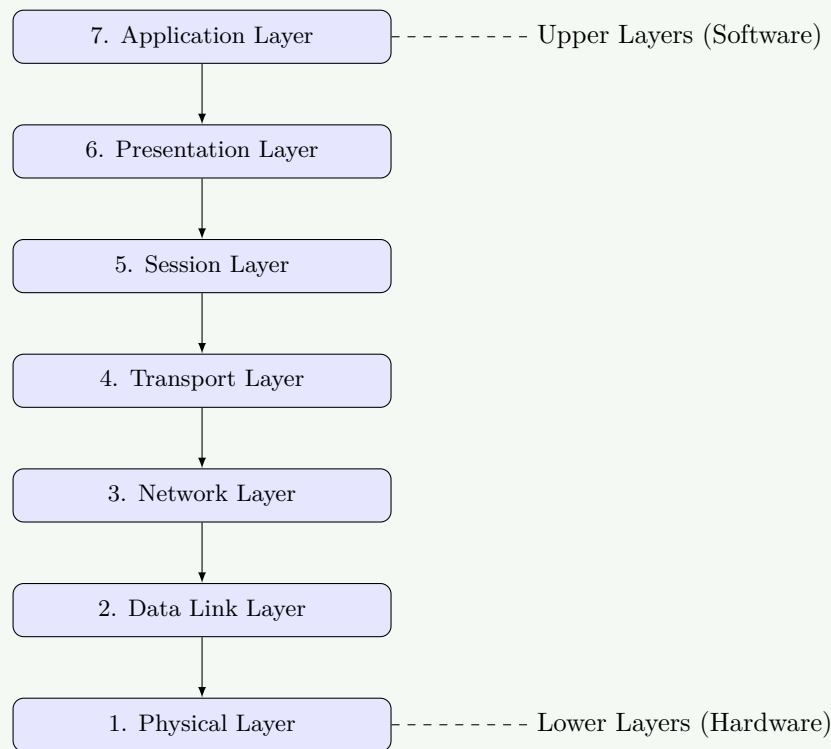 7. Application Layer
Upper Layers (Software)
6. Presentation Layer
5. Session Layer
4. Transport Layer
3. Network Layer
2. Data Link Layer
1. Physical Layer
Lower Layers (Hardware)